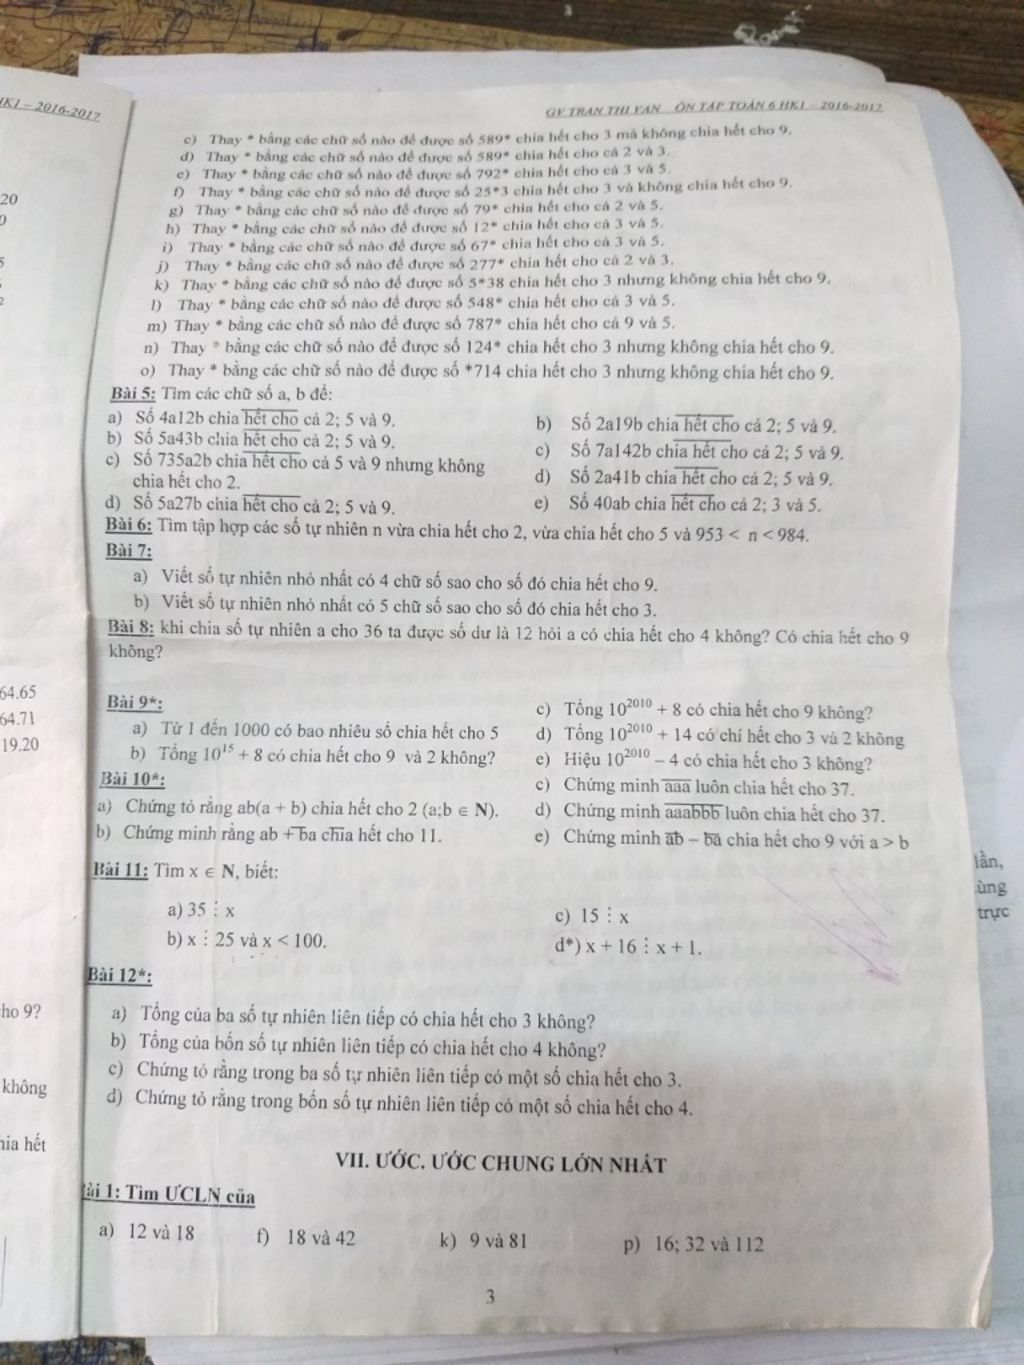 HK1 – 2016-2017
GV TRAN THI VAN ÔN TẬP TOÁN 6 HK1 – 2016-2017
c) Thay * bằng các chữ số nào để được số 589* chia hết cho 3 mà không chia hết cho 9.
d) Thay * bằng các chữ số nào để được số 589* chia hết cho cả 2 và 3.
e) Thay * bằng các chữ số nào để được số 792* chia hết cho cả 3 và 5.
f) Thay * bằng các chữ số nào để được số 25*3 chia hết cho 3 và không chia hết cho 9.
g) Thay * bằng các chữ số nào để được số 79* chia hết cho cả 2 và 5.
h) Thay * bằng các chữ số nào để được số 12* chia hết cho cả 3 và 5.
i) Thay * bằng các chữ số nào để được số 67* chia hết cho cả 3 và 5.
j) Thay * bằng các chữ số nào để được số 277* chia hết cho cả 2 và 3.
k) Thay * bằng các chữ số nào để được số 5*38 chia hết cho 3 nhưng không chia hết cho 9.
l) Thay * bằng các chữ số nào để được số 548* chia hết cho cả 3 và 5.
m) Thay * bằng các chữ số nào để được số 787* chia hết cho cả 9 và 5.
n) Thay * bằng các chữ số nào để được số 124* chia hết cho 3 nhưng không chia hết cho 9.
o) Thay * bằng các chữ số nào để được số *714 chia hết cho 3 nhưng không chia hết cho 9.
Bài 5: Tìm các chữ số a, b để:
a) Số 4a12b chia hết cho cả 2; 5 và 9.
b) Số 5a43b chia hết cho cả 2; 5 và 9.
c) Số 735a2b chia hết cho cả 5 và 9 nhưng không
chia hết cho 2.
d) Số 5a27b chia hết cho cả 2; 5 và 9.
b) Số 2a19b chia hết cho cả 2; 5 và 9.
c) Số 7a142b chia hết cho cả 2; 5 và 9.
d) Số 2a41b chia hết cho cả 2; 5 và 9.
e) Số 40ab chia hết cho cả 2; 3 và 5.
Bài 6: Tìm tập hợp các số tự nhiên n vừa chia hết cho 2, vừa chia hết cho 5 và 953 < n < 984.
Bài 7:
a) Viết số tự nhiên nhỏ nhất có 4 chữ số sao cho số đó chia hết cho 9.
b) Viết số tự nhiên nhỏ nhất có 5 chữ số sao cho số đó chia hết cho 3.
Bài 8: khi chia số tự nhiên a cho 36 ta được số dư là 12 hỏi a có chia hết cho 4 không? Có chia hết cho 9
không?
Bài 9*:
a) Từ 1 đến 1000 có bao nhiêu số chia hết cho 5
b) Tổng 10¹⁵ + 8 có chia hết cho 9 và 2 không?
c) Tổng 10²⁰¹⁰ + 8 có chia hết cho 9 không?
d) Tổng 10²⁰¹⁰ + 14 có chí hết cho 3 và 2 không
e) Hiệu 10²⁰¹⁰ – 4 có chia hết cho 3 không?
Bài 10*:
a) Chứng tỏ rằng ab(a + b) chia hết cho 2 (a;b ∈ N).
b) Chứng minh rằng ab + ba chia hết cho 11.
c) Chứng minh aaa luôn chia hết cho 37.
d) Chứng minh aaabbb luôn chia hết cho 37.
e) Chứng minh ab – ba chia hết cho 9 với a > b
Bài 11: Tìm x ∈ N, biết:
a) 35 ⋮ x
b) x ⋮ 25 và x < 100.
c) 15 ⋮ x
d*) x + 16 ⋮ x + 1.
Bài 12*:
a) Tổng của ba số tự nhiên liên tiếp có chia hết cho 3 không?
b) Tổng của bốn số tự nhiên liên tiếp có chia hết cho 4 không?
c) Chứng tỏ rằng trong ba số tự nhiên liên tiếp có một số chia hết cho 3.
d) Chứng tỏ rằng trong bốn số tự nhiên liên tiếp có một số chia hết cho 4.
VII. ƯỚC. ƯỚC CHUNG LỚN NHẤT
Bài 1: Tìm ƯCLN của
a) 12 và 18 f) 18 và 42 k) 9 và 81 p) 16; 32 và 112
3
20
64.65
64.71
19.20
cho 9?
không
hia hết
lần,
cùng
trực